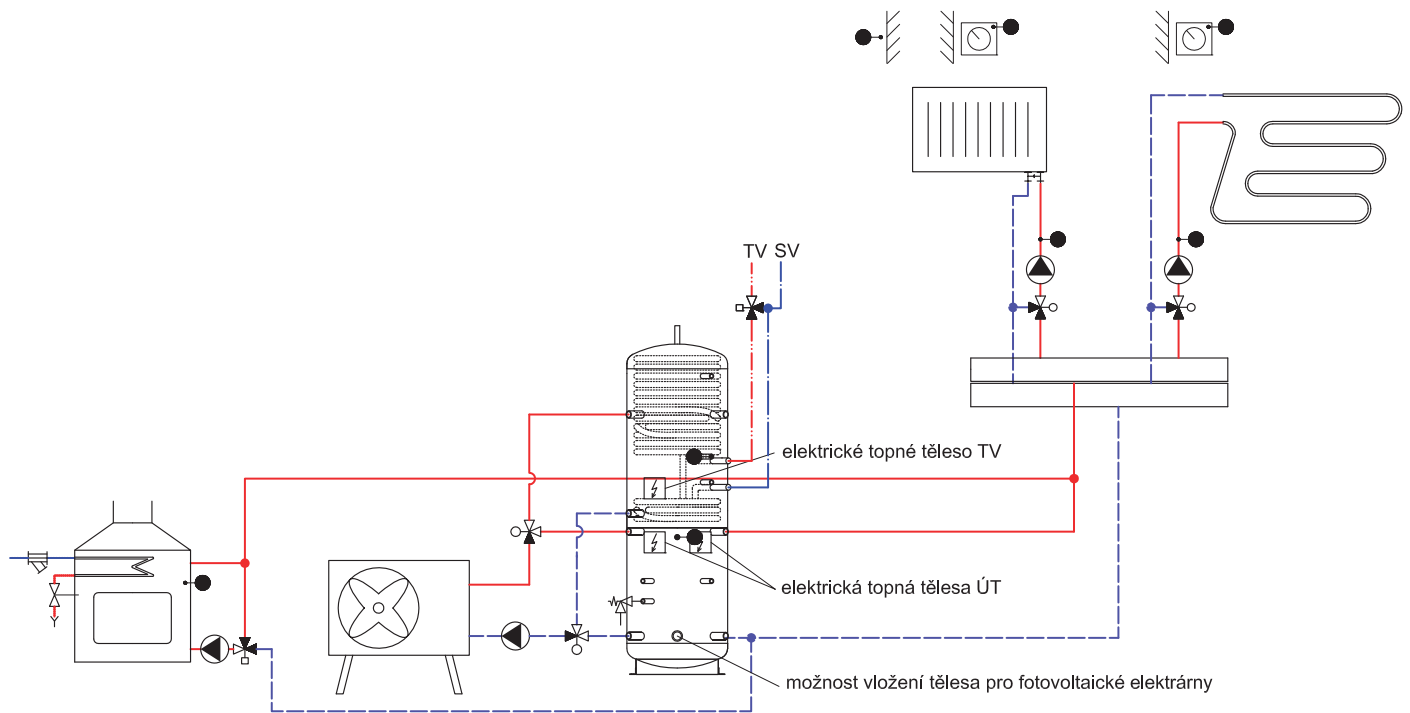 TV SV
elektrické topné těleso TV
elektrická topná tělesa ÚT
možnost vložení tělesa pro fotovoltaické elektrárny